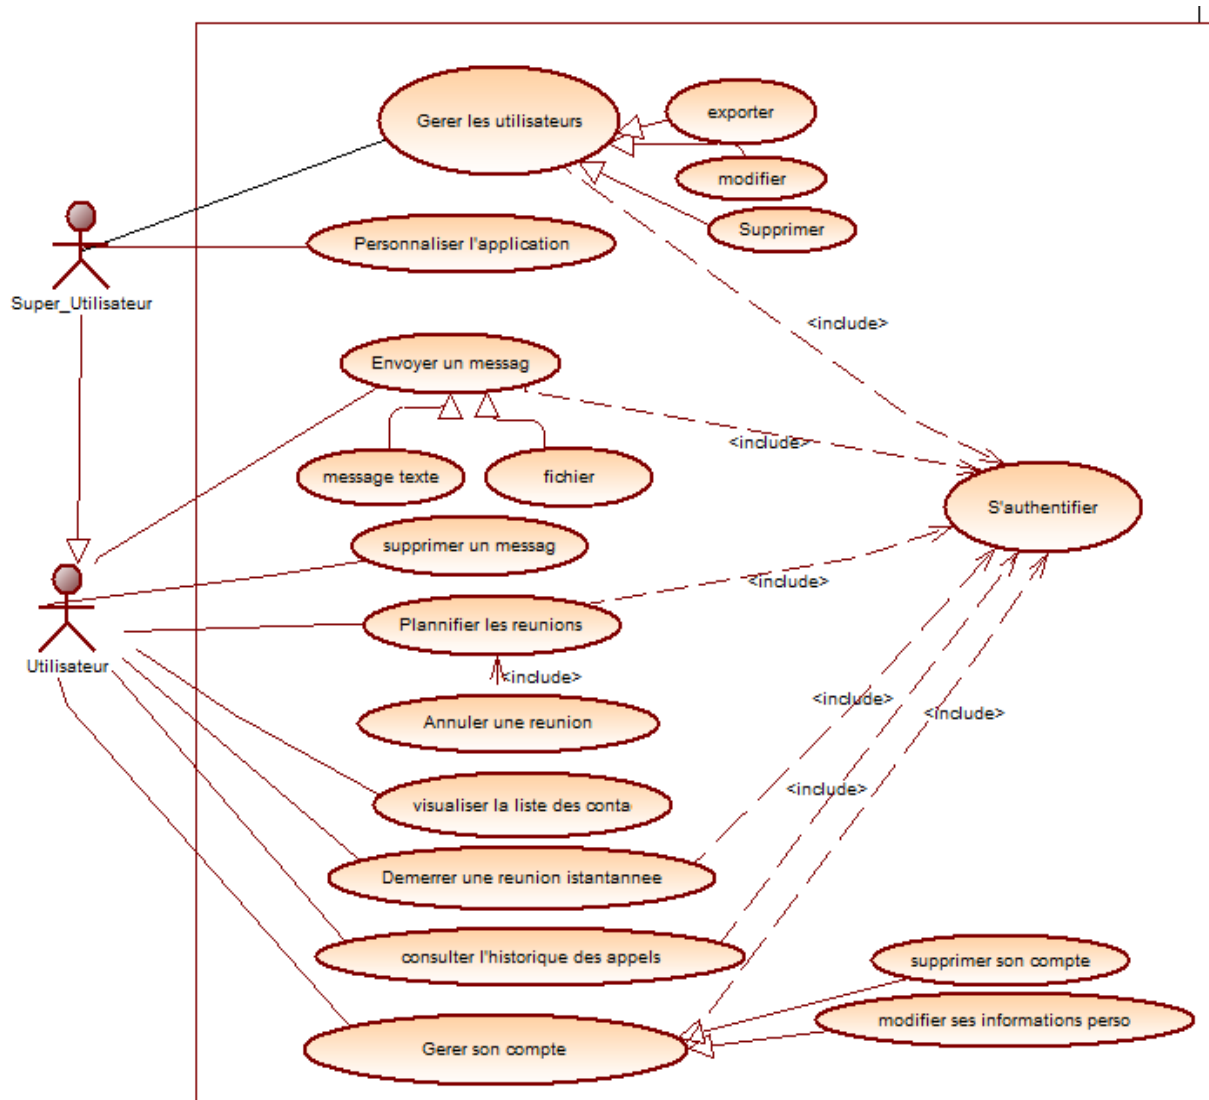 Gerer les utilisateurs
exporter
modifier
Supprimer
Personnaliser l'application
Super_Utilisateur
<include>
Envoyer un messag
<include>
message texte
fichier
S'authentifier
supprimer un messag
<include>
Plannifier les reunions
Utilisateur
<include>
Annuler une reunion
<include>
<include>
visualiser la liste des conta
<include>
Demerrer une reunion istantannee
consulter l'historique des appels
supprimer son compte
modifier ses informations perso
Gerer son compte